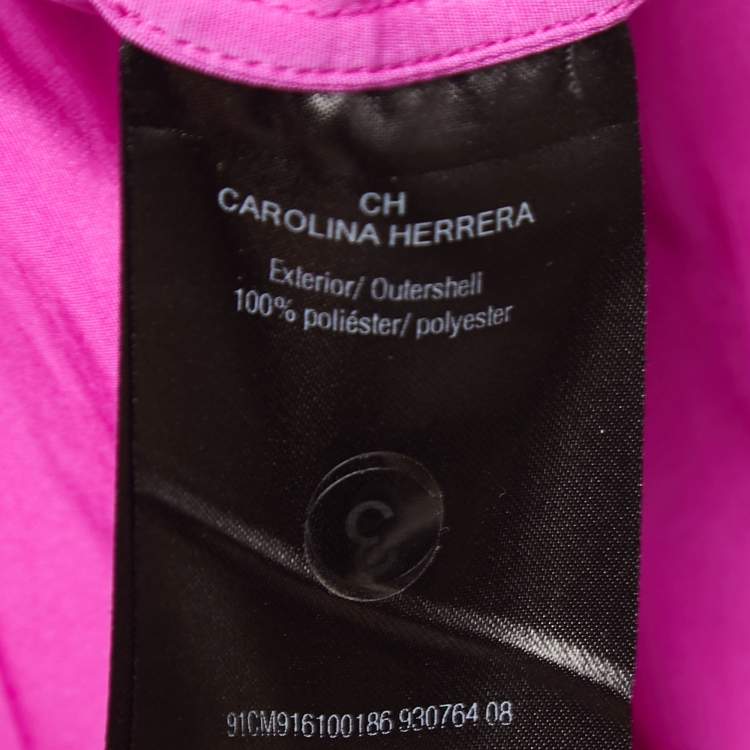 CH
CAROLINA HERRERA
Exterior/ Outershell
100% poliéster/ polyester
C
91CM916100186 930764 08